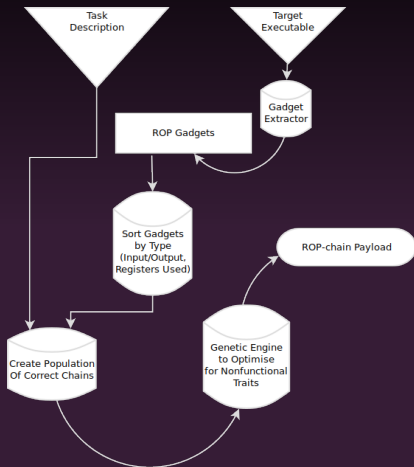 Task
Description
Target
Executable
Gadget
Extractor
ROP Gadgets
Sort Gadgets
by Type
(Input/Output,
Registers Used)
ROP-chain Payload
Create Population
Of Correct Chains
Genetic Engine
to Optimise
for Nonfunctional
Traits